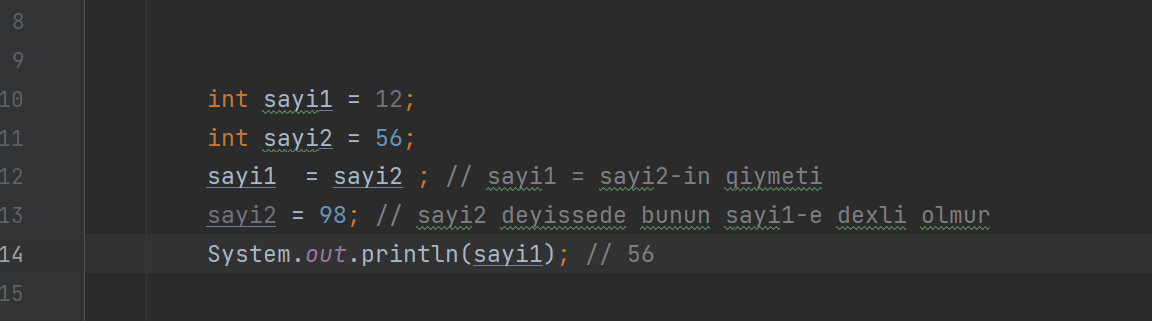 8
9
10 int sayi1 = 12;
11 int sayi2 = 56;
12 sayi1  = sayi2 ; // sayi1 = sayi2-in qiymeti
13 sayi2 = 98; // sayi2 deyissede bunun sayi1-e dexli olmur
14 System.out.println(sayi1); // 56
15